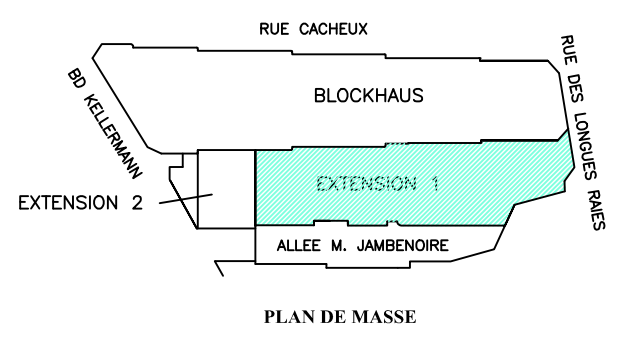 RUE CACHEUX
RUE DES LONGUES RAIES
BD KELLERMANN
BLOCKHAUS
EXTENSION 1
EXTENSION 2
ALLEE M. JAMBENOIRE
PLAN DE MASSE